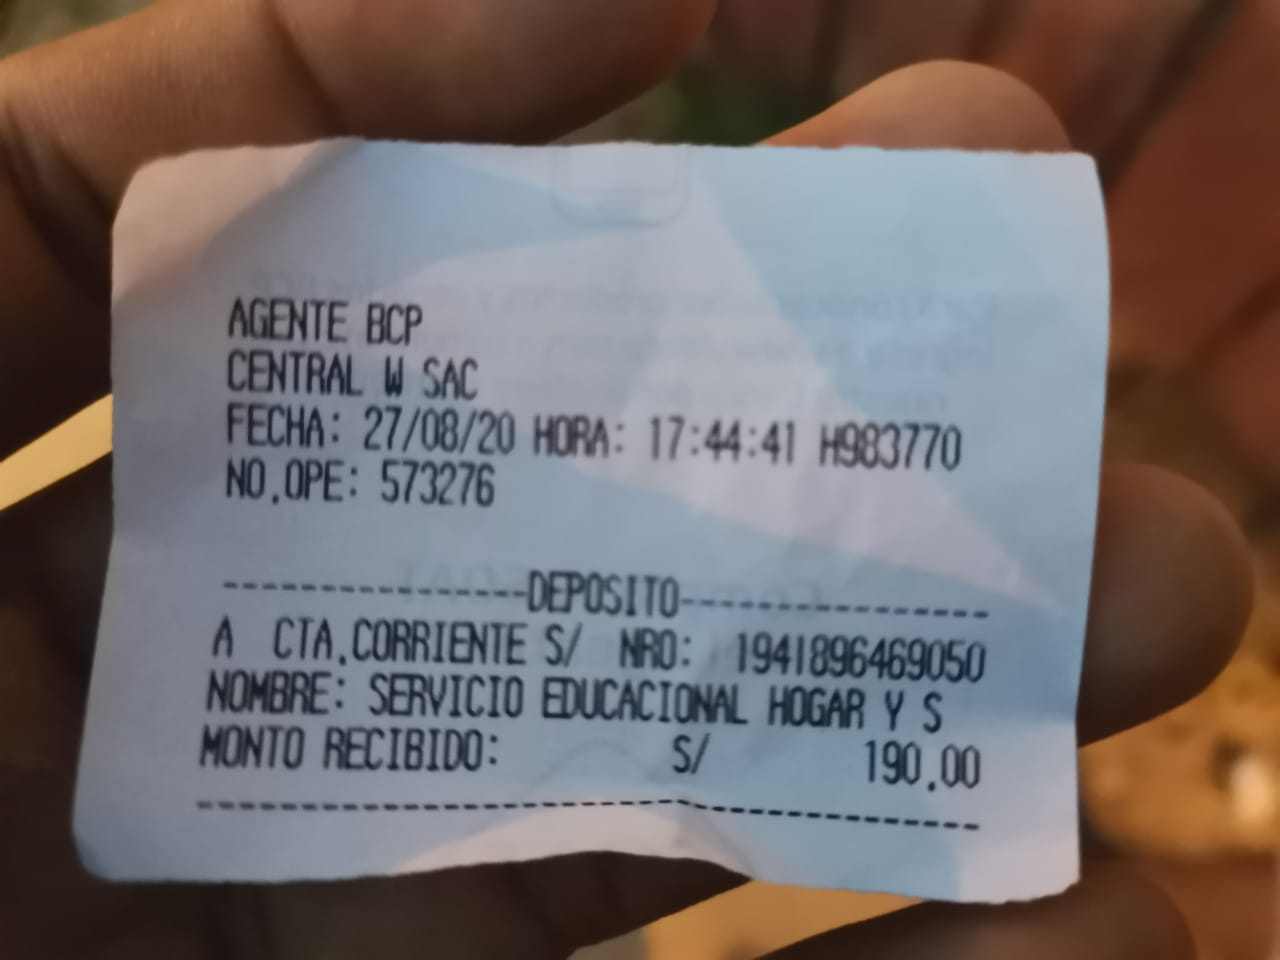 AGENTE BCP
CENTRAL W SAC
FECHA: 27/08/20 HORA: 17:44:41 H983770
NO.OPE: 573276
---------------DEPOSITO---------------
A CTA.CORRIENTE S/ NRO: 1941896469050
NOMBRE: SERVICIO EDUCACIONAL HOGAR Y S
MONTO RECIBIDO: S/ 190.00